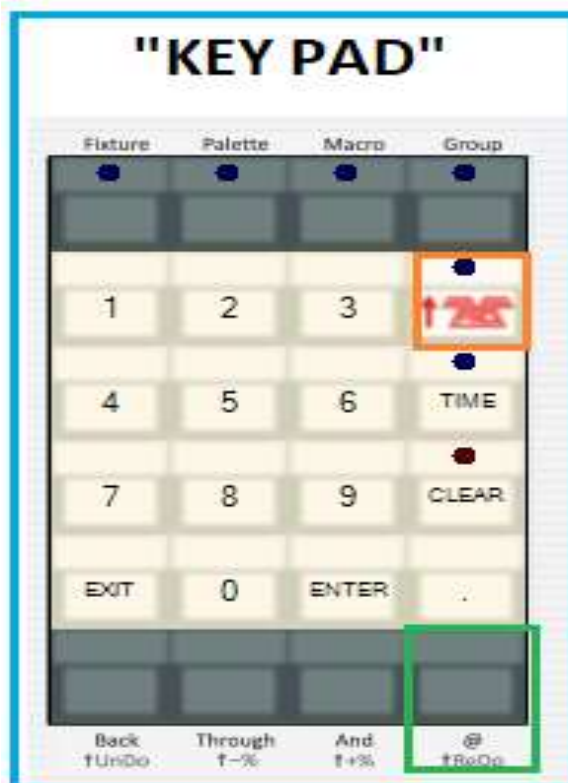 "KEY PAD"
Fixture Palette Macro Group
1 2 3 ↑
4 5 6 TIME
7 8 9 CLEAR
EXIT 0 ENTER .
Back Through And @
↑UnDo ↑-% ↑+% ↑ReDo